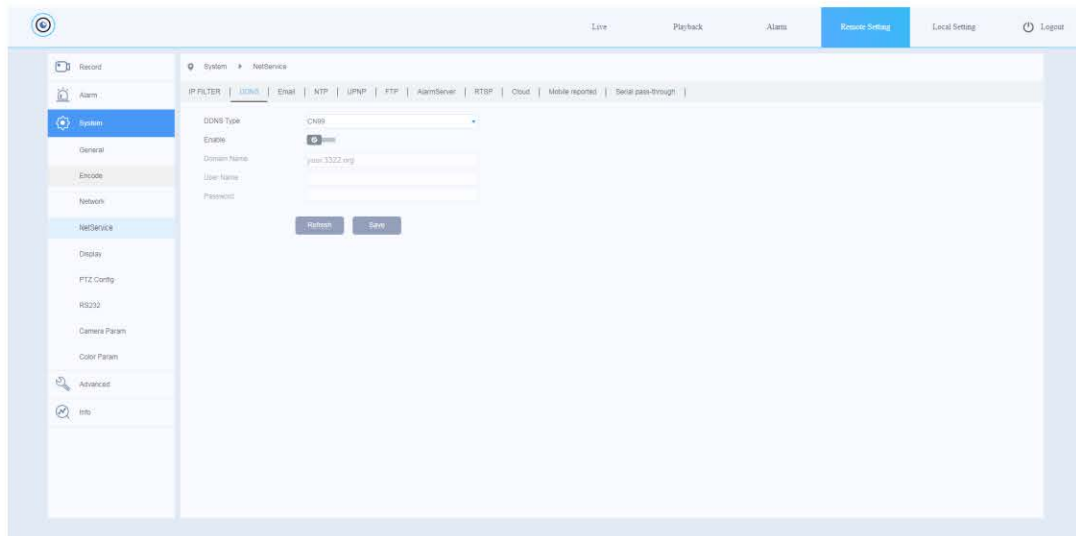 Live Playback Alarm Remote Setting Local Setting Logout
Record
System NetService
Alarm
IP FILTER | DDNS | Email | NTP | UPNP | FTP | AlarmServer | RTSP | Cloud | Mobile reported | Serial pass-through |
System
DDNS Type CN99
Enable
General
Domain Name your.3322.org
Encode
User Name
Password
Network
NetService
Refresh Save
Display
PTZ Config
RS232
Camera Param
Color Param
Advanced
Info